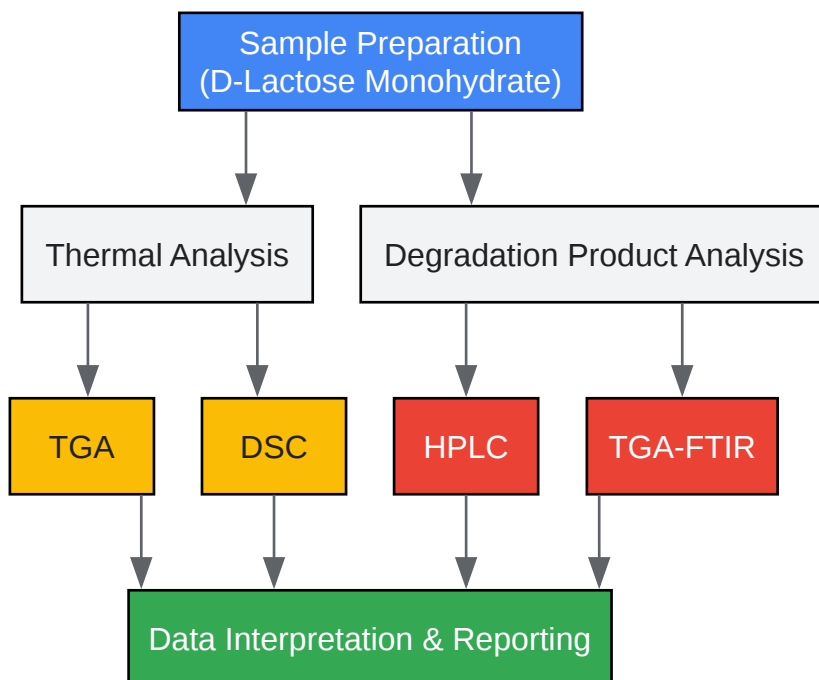 Sample Preparation
(D-Lactose Monohydrate)
Thermal Analysis
Degradation Product Analysis
TGA
DSC
HPLC
TGA-FTIR
Data Interpretation & Reporting